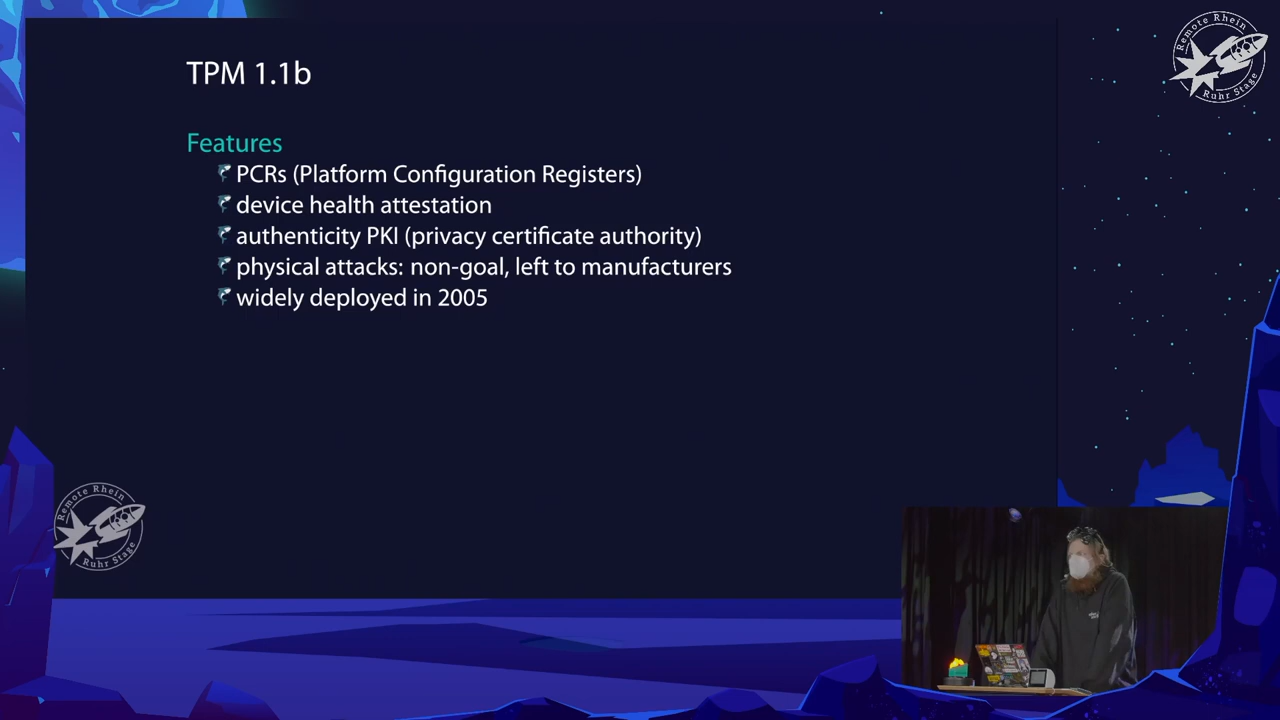 TPM 1.1b
Features
PCRs (Platform Configuration Registers)
device health attestation
authenticity PKI (privacy certificate authority)
physical attacks: non-goal, left to manufacturers
widely deployed in 2005
Remote Rhein
Ruhr Stage
Remote Rhein
Ruhr Stage